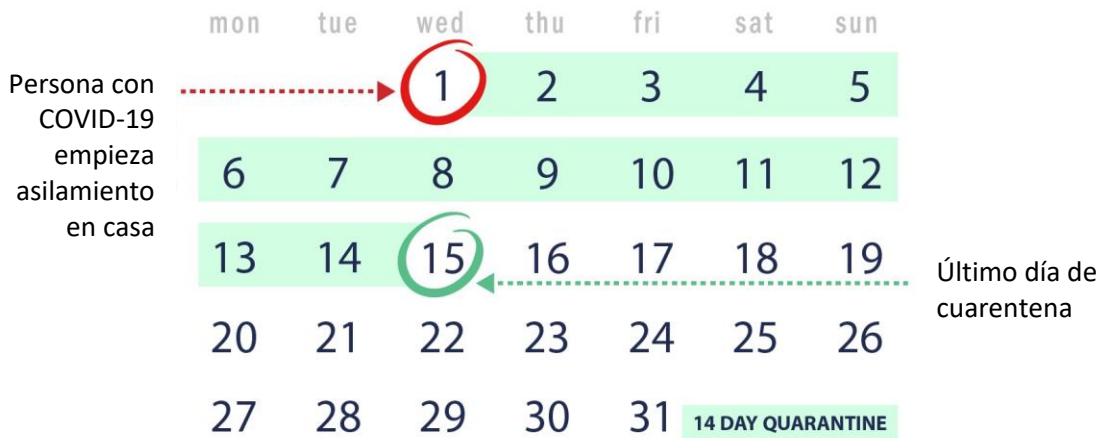 mon tue wed thu fri sat sun
Persona con
COVID-19
empieza
asilamiento
en casa
1 2 3 4 5
6 7 8 9 10 11 12
13 14 15 16 17 18 19
Último día de
cuarentena
20 21 22 23 24 25 26
27 28 29 30 31 14 DAY QUARANTINE